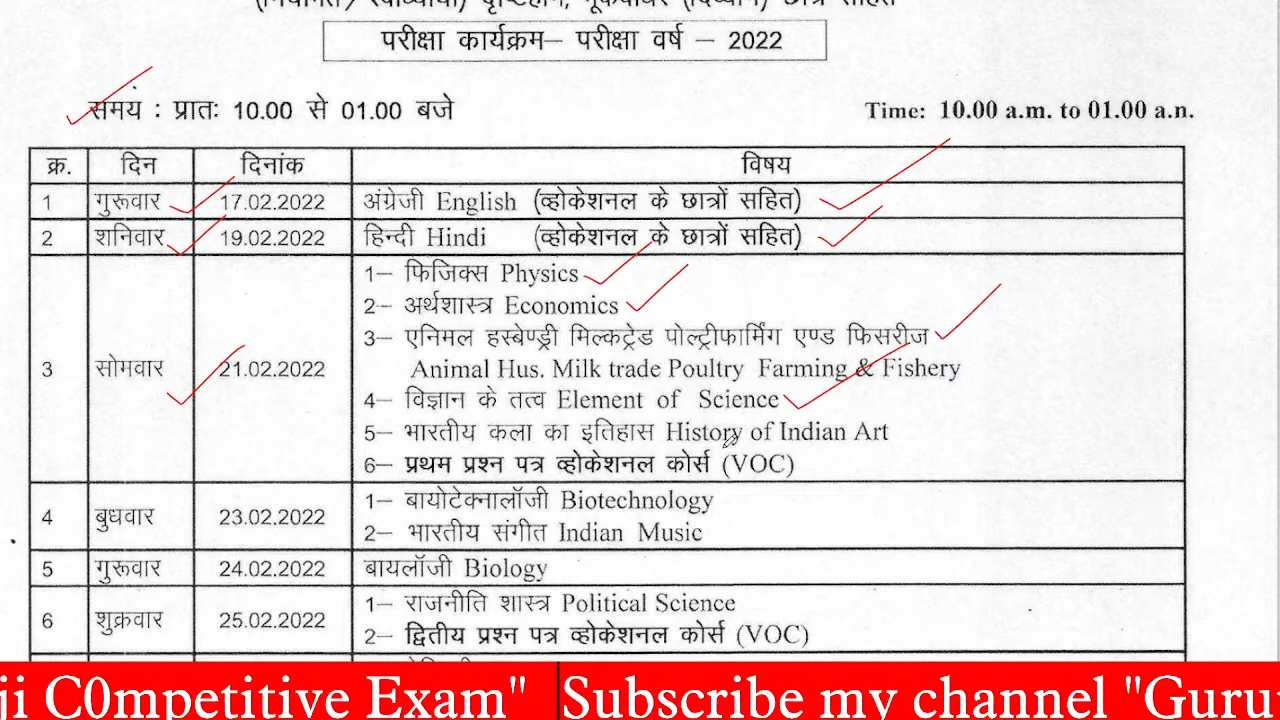 (नियमित/ स्वाध्यायी) दृष्टिहीन, मूकबधिर (दिव्यांग) छात्र सहित
परीक्षा कार्यक्रम– परीक्षा वर्ष – 2022
समय : प्रातः 10.00 से 01.00 बजे Time: 10.00 a.m. to 01.00 a.n.
क्र. दिन दिनांक विषय
1 गुरूवार 17.02.2022 अंग्रेजी English (व्होकेशनल के छात्रों सहित)
2 शनिवार 19.02.2022 हिन्दी Hindi (व्होकेशनल के छात्रों सहित)
3 सोमवार 21.02.2022
1– फिजिक्स Physics
2– अर्थशास्त्र Economics
3– एनिमल हस्बेण्ड्री मिल्कट्रेड पोल्ट्रीफार्मिंग एण्ड फिसरीज
Animal Hus. Milk trade Poultry Farming & Fishery
4– विज्ञान के तत्व Element of Science
5– भारतीय कला का इतिहास History of Indian Art
6– प्रथम प्रश्न पत्र व्होकेशनल कोर्स (VOC)
4 बुधवार 23.02.2022
1– बायोटेक्नालॉजी Biotechnology
2– भारतीय संगीत Indian Music
5 गुरूवार 24.02.2022 बायलॉजी Biology
6 शुक्रवार 25.02.2022
1– राजनीति शास्त्र Political Science
2– द्वितीय प्रश्न पत्र व्होकेशनल कोर्स (VOC)
ji C0mpetitive Exam" Subscribe my channel "Guru